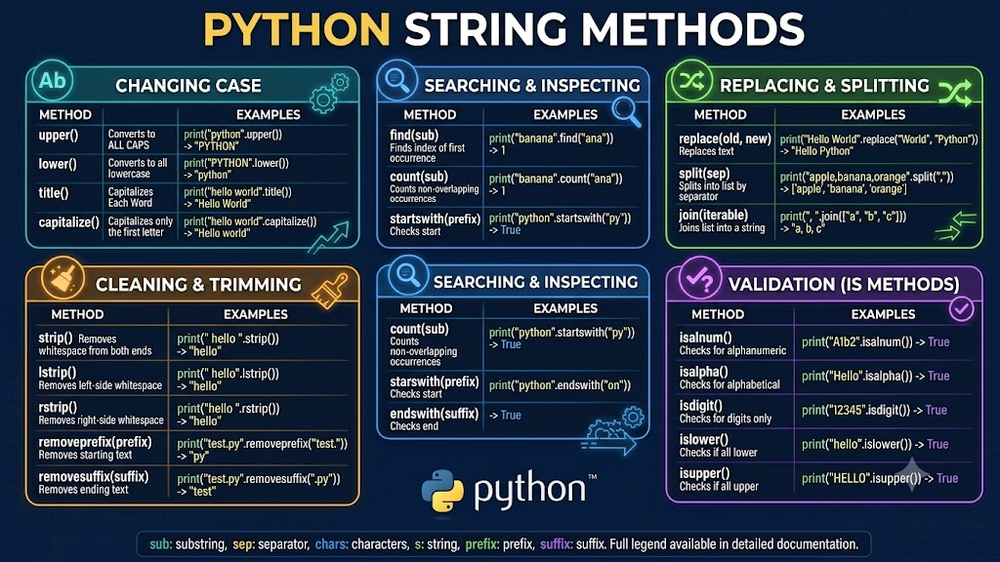 PYTHON STRING METHODS
Ab
CHANGING CASE
METHOD EXAMPLES
upper() Converts to print("python".upper())
ALL CAPS -> "PYTHON"
lower() Converts to all print("PYTHON".lower())
lowercase -> "python"
title() Capitalizes print("hello world".title())
Each Word -> "Hello World"
capitalize() Capitalizes only print("hello world".capitalize())
the first letter -> "Hello world"
SEARCHING & INSPECTING
METHOD EXAMPLES
find(sub) print("banana".find("ana"))
Finds index of first -> 1
occurrence
count(sub) print("banana".count("ana"))
Counts non-overlapping -> 1
occurrences
startswith(prefix) print("python".startswith("py")
Checks start -> True
REPLACING & SPLITTING
METHOD EXAMPLES
replace(old, new) print("Hello World".replace("World", "Python"))
Replaces text -> "Hello Python"
split(sep) print("apple,banana,orange".split(","))
Splits into list by -> ['apple', 'banana', 'orange']
separator
join(iterable) print(", ".join(["a", "b", "c"]))
Joins list into a string -> "a, b, c"
CLEANING & TRIMMING
METHOD EXAMPLES
strip() Removes print(" hello ".strip())
whitespace from both ends -> "hello"
lstrip() print(" hello".lstrip())
Removes left-side whitespace -> "hello"
rstrip() print("hello ".rstrip())
Removes right-side whitespace -> "hello"
removeprefix(prefix) print("test.py".removeprefix("test."))
Removes starting text -> "py"
removesuffix(suffix) print("test.py".removesuffix(".py"))
Removes ending text -> "test"
SEARCHING & INSPECTING
METHOD EXAMPLES
count(sub) print("python".startswith("py")
Counts -> True
non-overlapping
occurrences
starswith(prefix) print("python".endswith("on"))
Checks start
endswith(suffix) -> True
Checks end
python™
?
VALIDATION (IS METHODS)
METHOD EXAMPLES
isalnum() print("A1b2".isalnum()) -> True
Checks for alphanumeric
isalpha() print("Hello".isalpha()) -> True
Checks for alphabetical
isdigit() print("12345".isdigit()) -> True
Checks for digits only
islower() print("hello".islower()) -> True
Checks if all lower
isupper() print("HELLO".isupper()) -> True
Checks if all upper
sub: substring, sep: separator, chars: characters, s: string, prefix: prefix, suffix: suffix. Full legend available in detailed documentation.